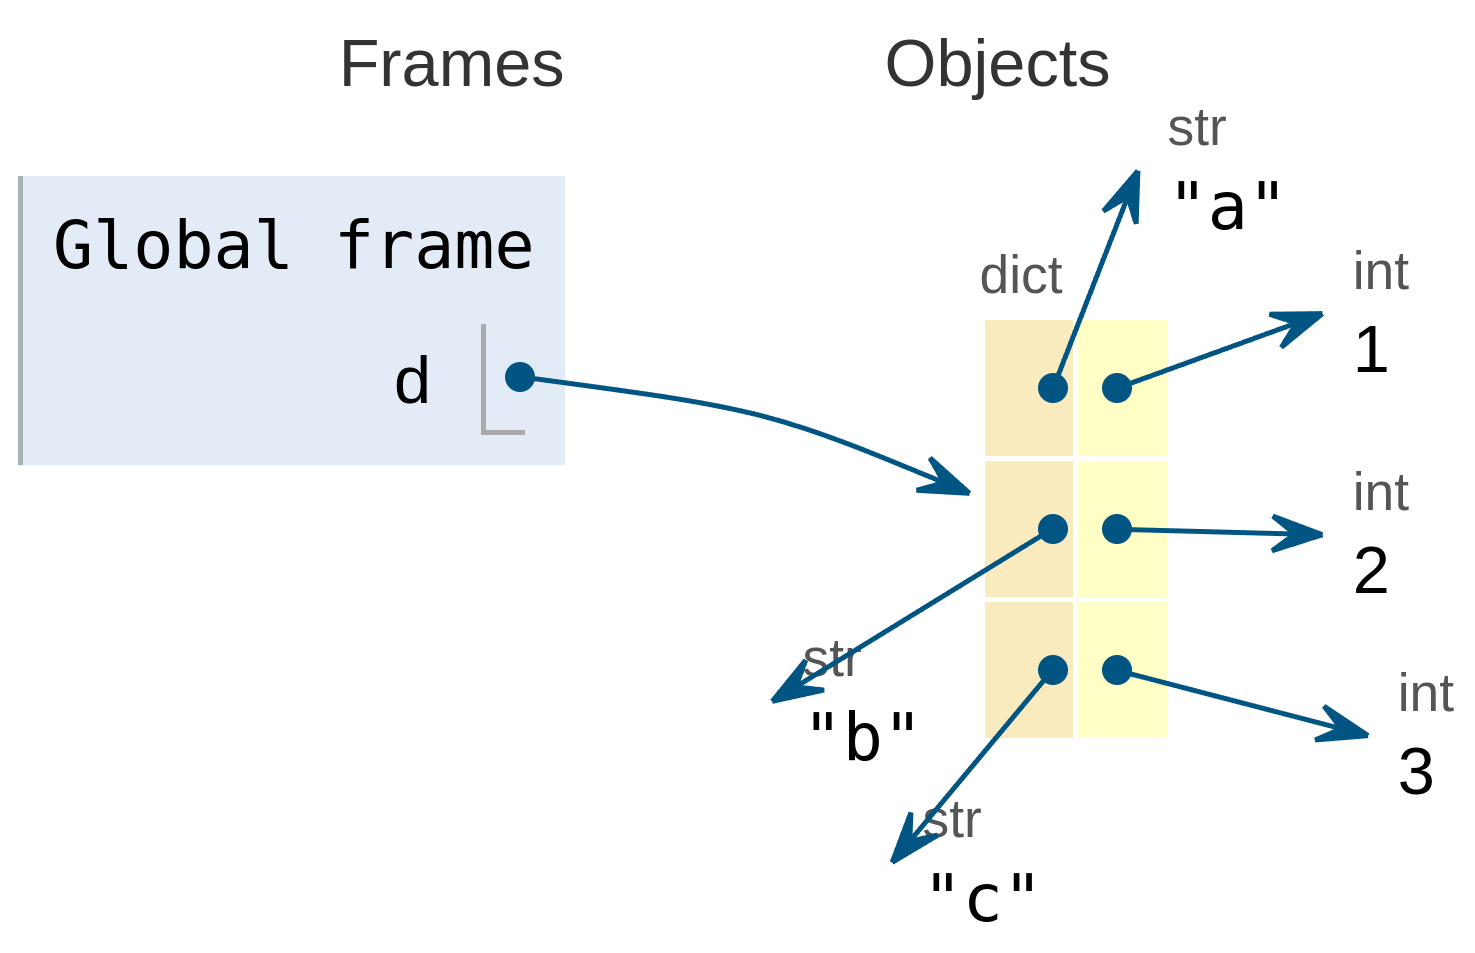 Frames
Objects
str
"a"
Global frame
dict
int
1
d
int
2
str
"b"
int
3
str
"c"